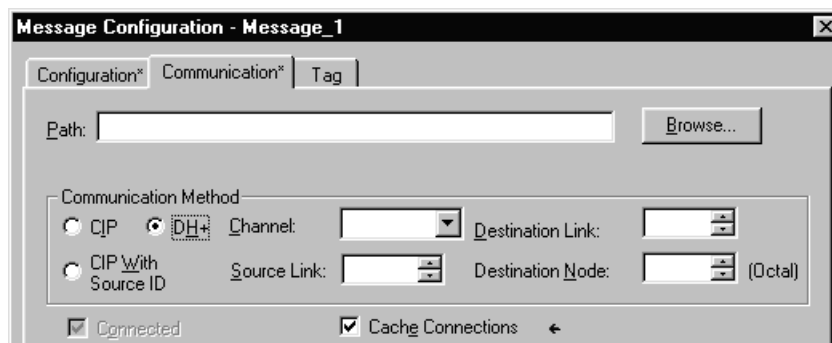 Message Configuration - Message_1
Configuration* Communication* Tag
Path: Browse...
Communication Method
CIP DH+ Channel: Destination Link:
CIP With Source ID Source Link: Destination Node: (Octal)
Connected Cache Connections ←